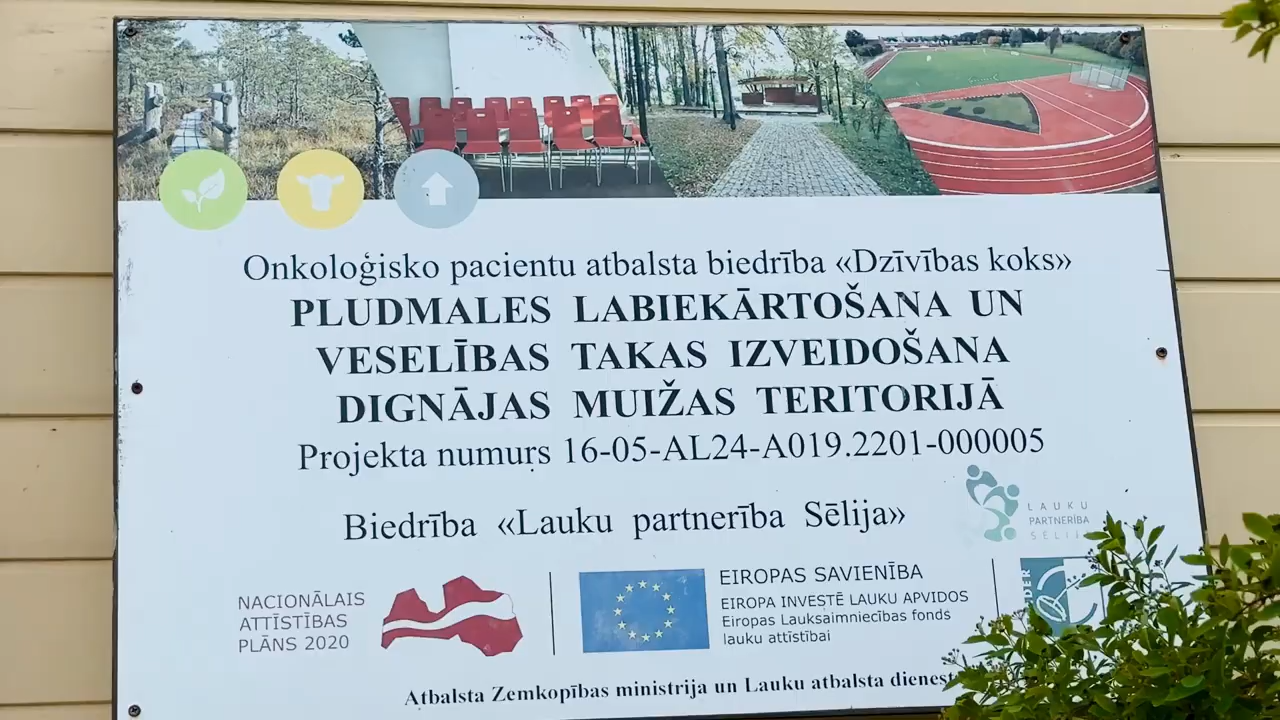 Onkoloģisko pacientu atbalsta biedrība «Dzīvības koks»
PLUDMALES LABIEKĀRTOŠANA UN
VESELĪBAS TAKAS IZVEIDOŠANA
DIGNĀJAS MUIŽAS TERITORIJĀ
Projekta numurs 16-05-AL24-A019.2201-000005
Biedrība «Lauku partnerība Sēlija»
LAUKU
PARTNERĪBA
SĒLIJA
NACIONĀLAIS
ATTĪSTĪBAS
PLĀNS 2020
EIROPAS SAVIENĪBA
EIROPA INVESTĒ LAUKU APVIDOS
Eiropas Lauksaimniecības fonds
lauku attīstībai
Atbalsta Zemkopības ministrija un Lauku atbalsta dienest